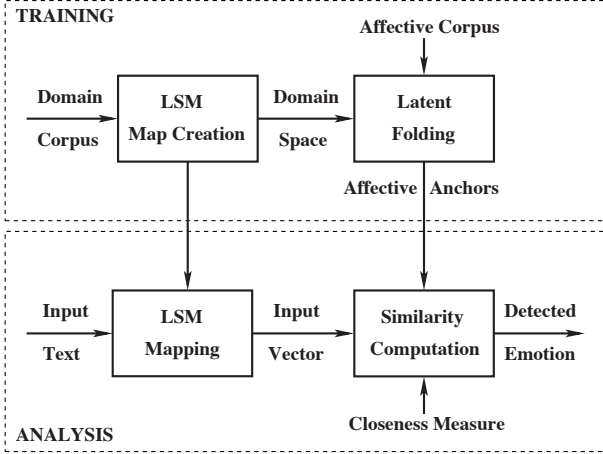 TRAINING
Affective Corpus
Domain
Corpus
LSM
Map Creation
Domain
Space
Latent
Folding
Affective Anchors
Input
Text
LSM
Mapping
Input
Vector
Similarity
Computation
Detected
Emotion
Closeness Measure
ANALYSIS